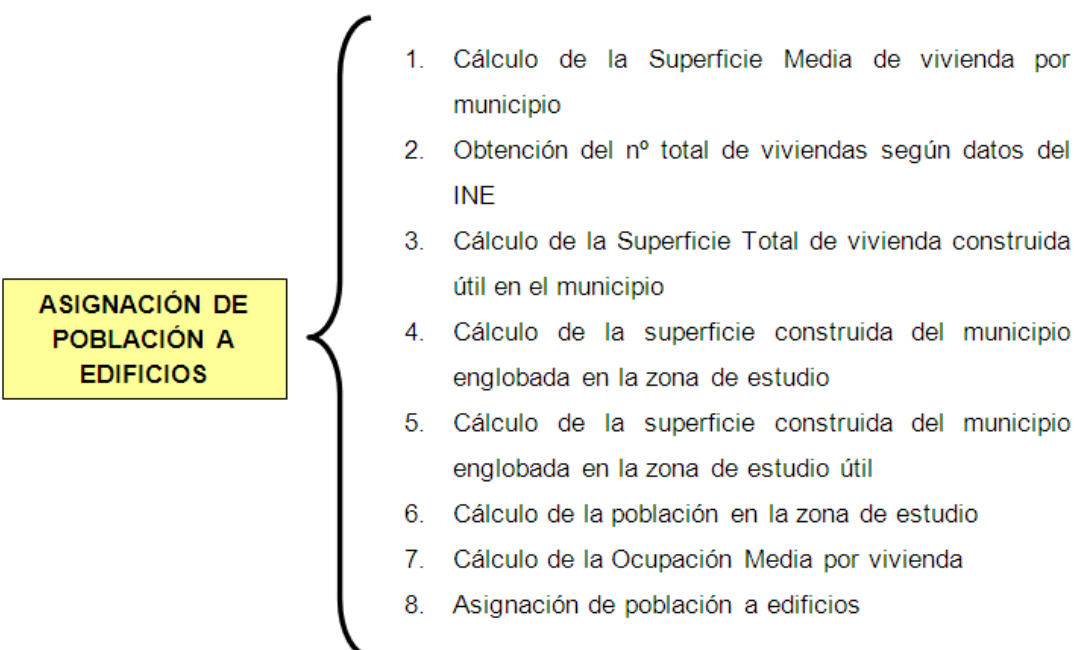 ASIGNACIÓN DE
POBLACIÓN A
EDIFICIOS
1. Cálculo de la Superficie Media de vivienda por
municipio
2. Obtención del nº total de viviendas según datos del
INE
3. Cálculo de la Superficie Total de vivienda construida
útil en el municipio
4. Cálculo de la superficie construida del municipio
englobada en la zona de estudio
5. Cálculo de la superficie construida del municipio
englobada en la zona de estudio útil
6. Cálculo de la población en la zona de estudio
7. Cálculo de la Ocupación Media por vivienda
8. Asignación de población a edificios